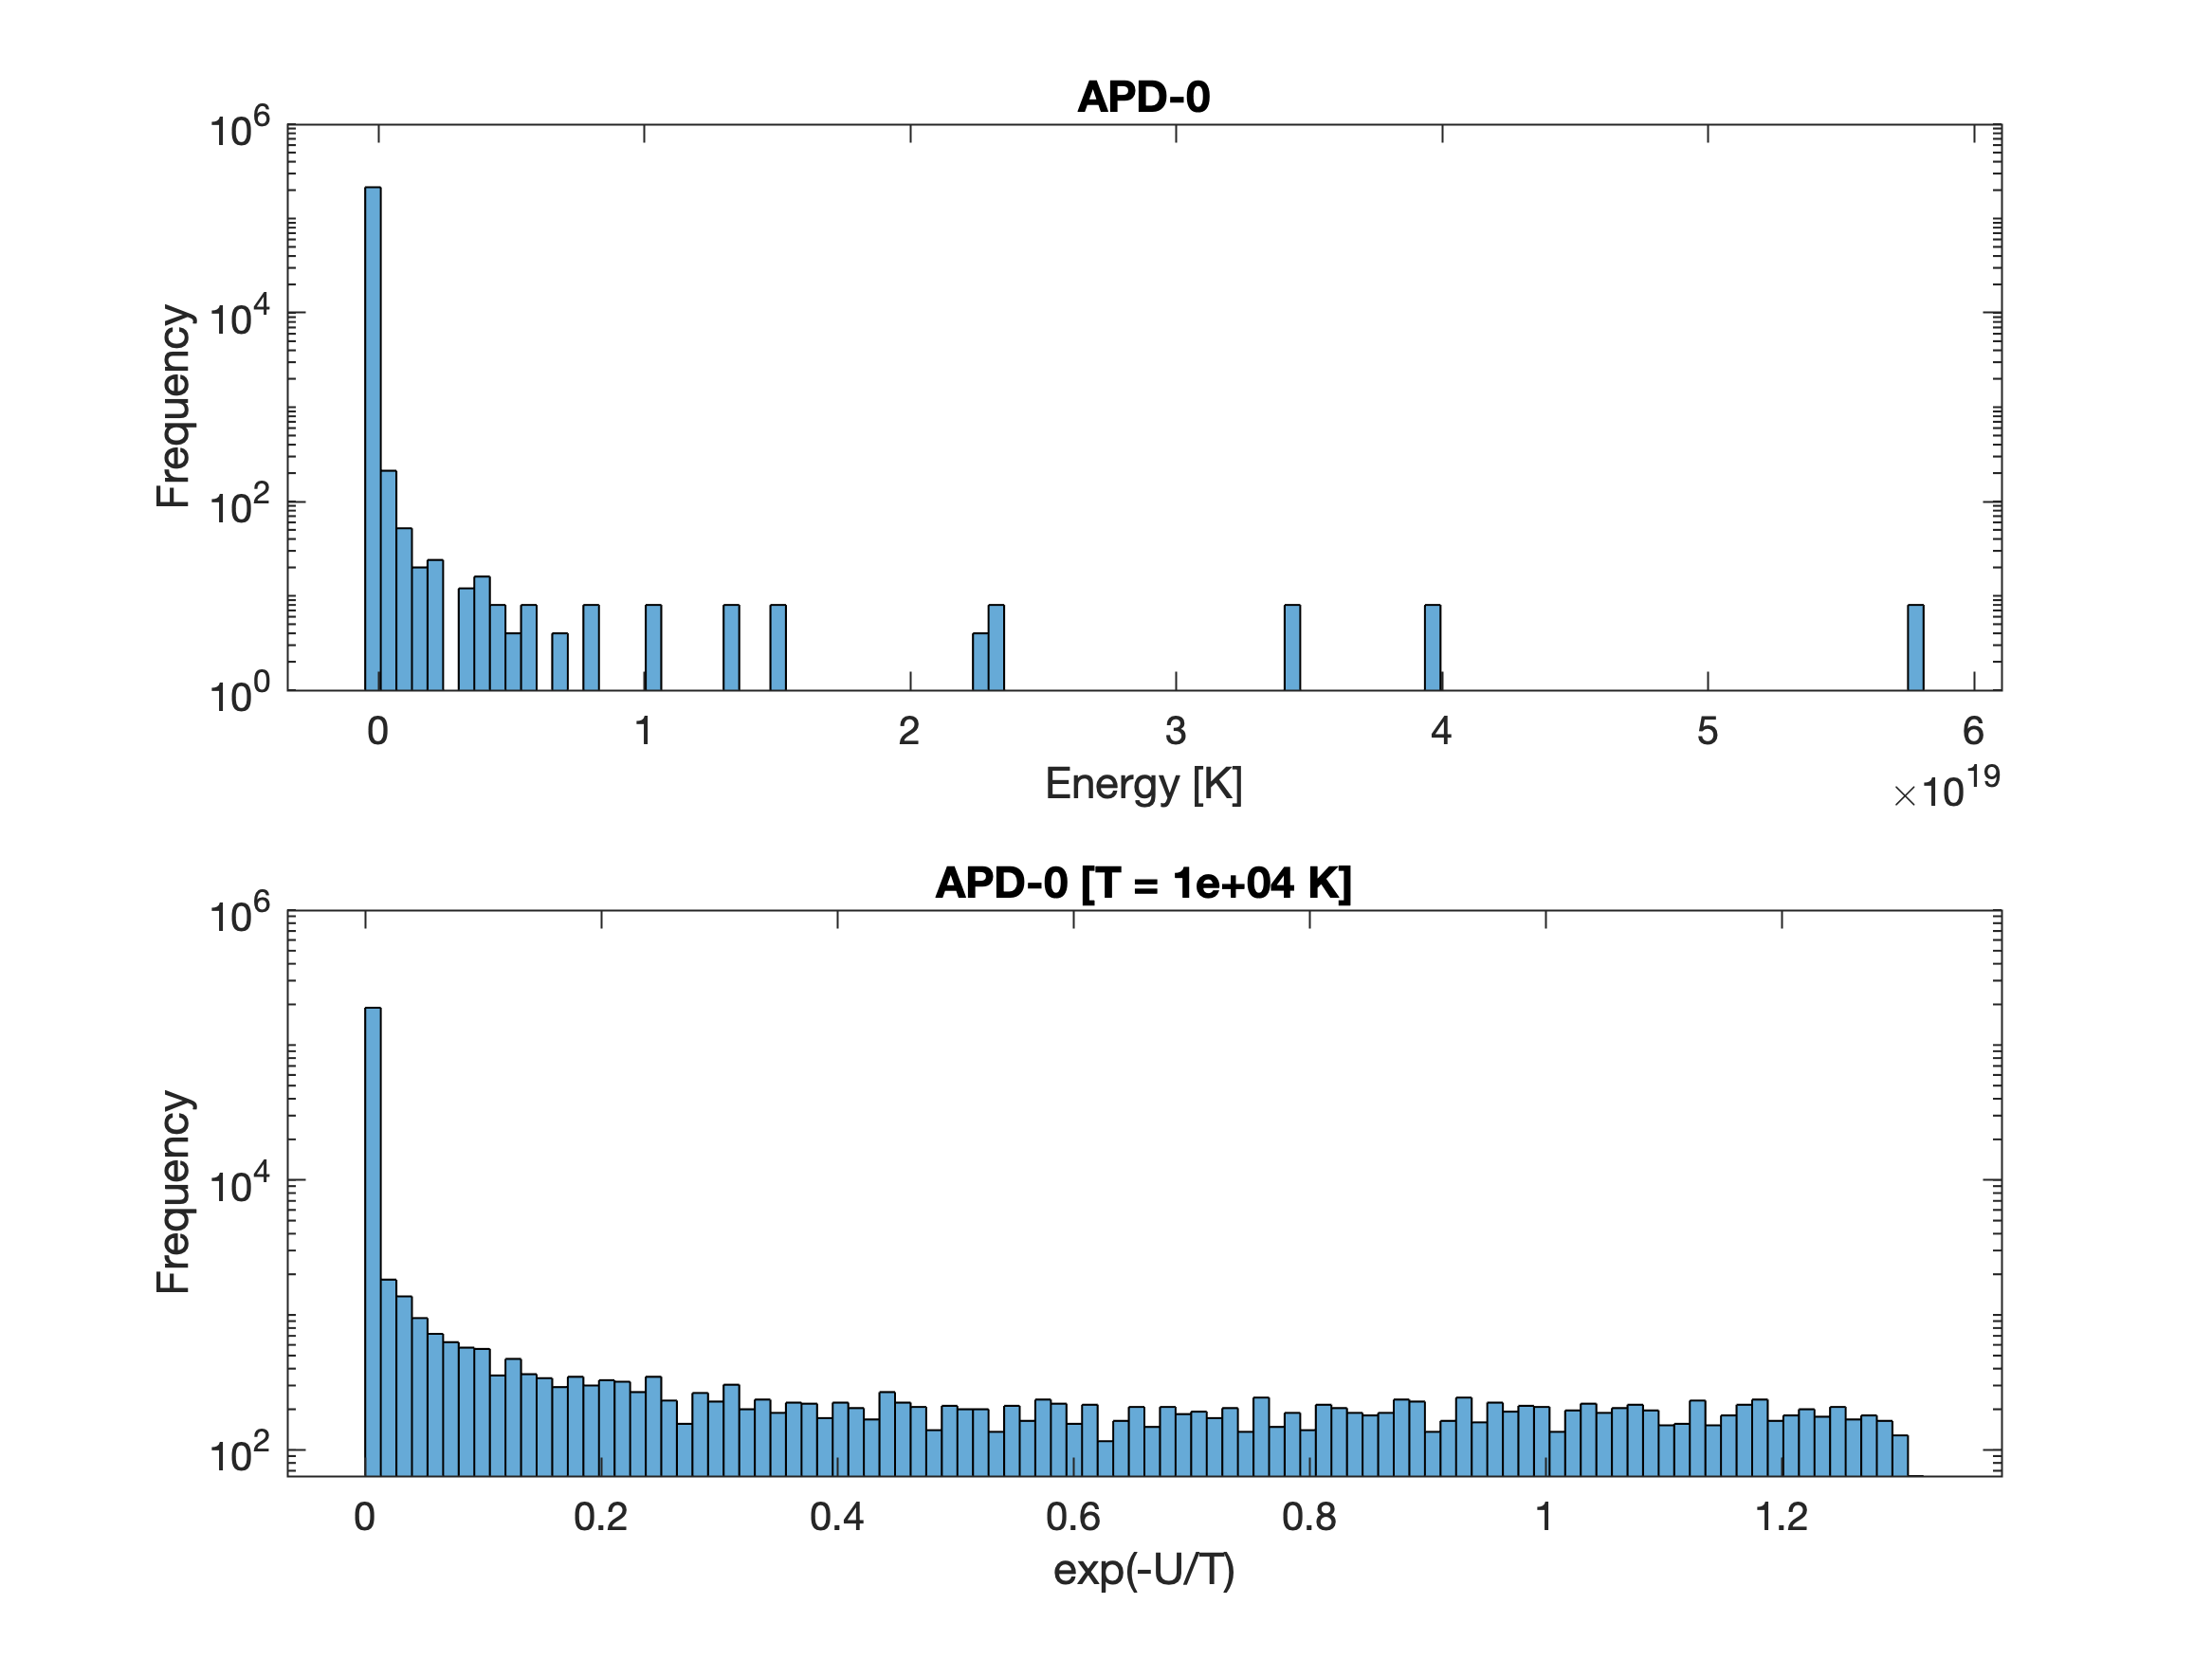 APD-0
10^6
10^4
10^2
10^0
Frequency
0 1 2 3 4 5 6
×10^19
Energy [K]
APD-0 [T = 1e+04 K]
10^6
10^4
10^2
Frequency
0 0.2 0.4 0.6 0.8 1 1.2
exp(-U/T)